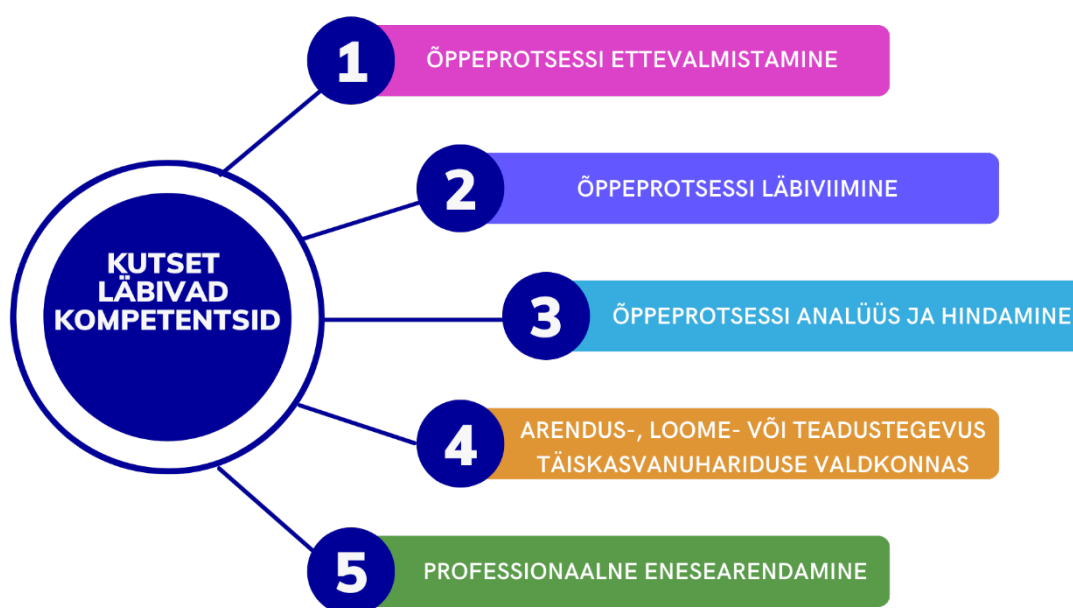 KUTSET
LÄBIVAD
KOMPETENTSID
1
ÕPPEPROTSESSI ETTEVALMISTAMINE
2
ÕPPEPROTSESSI LÄBIVIIMINE
3
ÕPPEPROTSESSI ANALÜÜS JA HINDAMINE
4
ARENDUS-, LOOME- VÕI TEADUSTEGEVUS
TÄISKASVANUHARIDUSE VALDKONNAS
5
PROFESSIONAALNE ENESEARENDAMINE